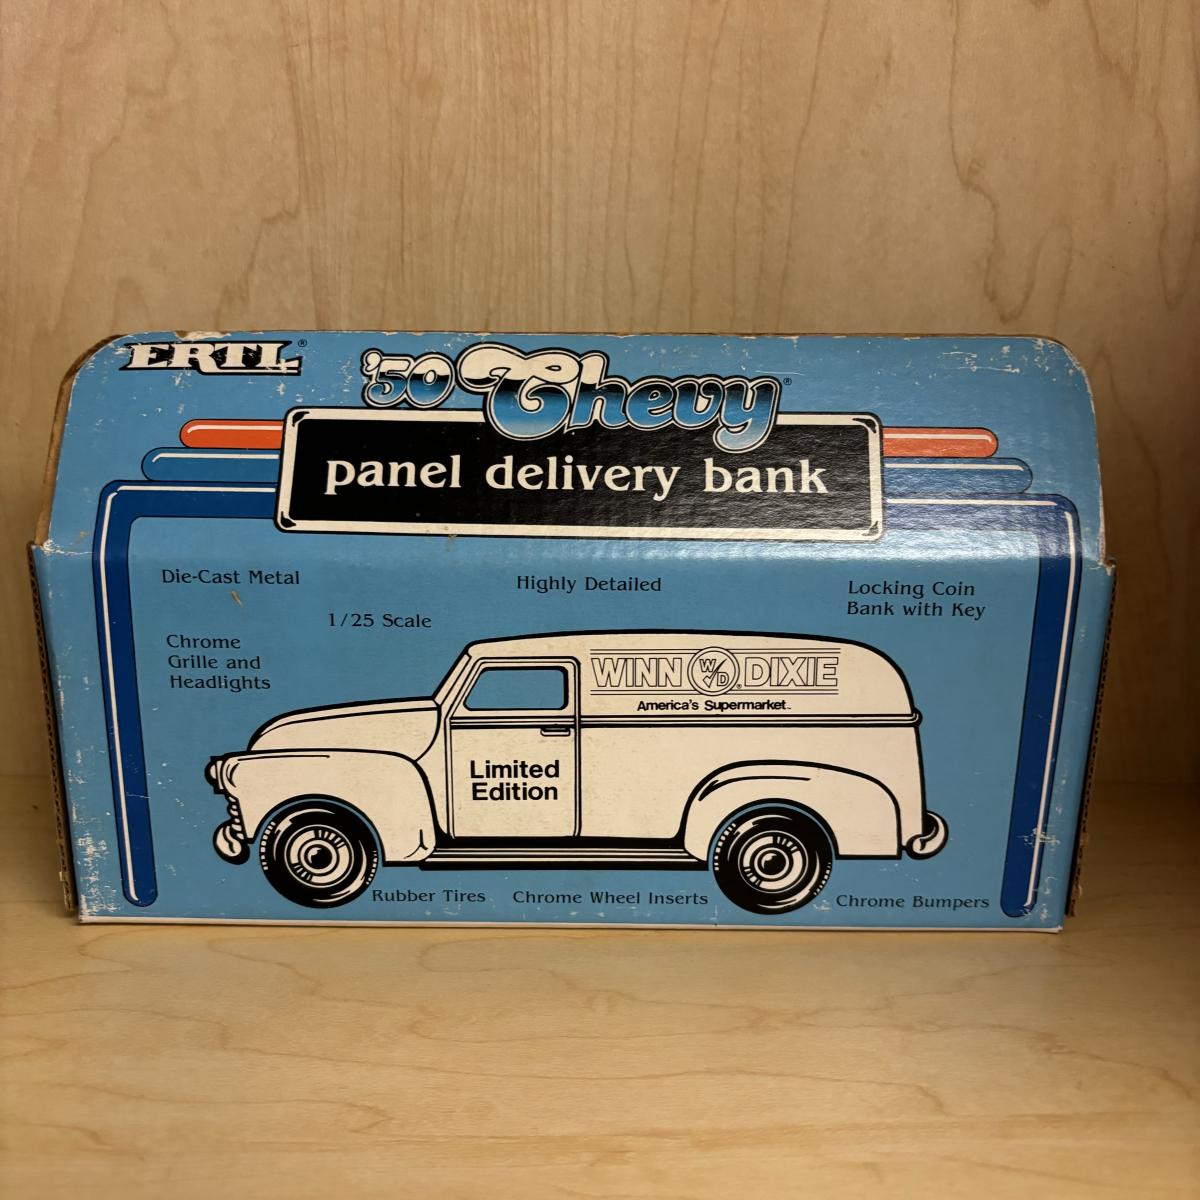 ERTL®
'50 Chevy®
panel delivery bank
Die-Cast Metal
Highly Detailed
Locking Coin
Bank with Key
1/25 Scale
Chrome
Grille and
Headlights
WINN W/D® DIXIE
America's Supermarket™
Limited
Edition
Rubber Tires
Chrome Wheel Inserts
Chrome Bumpers